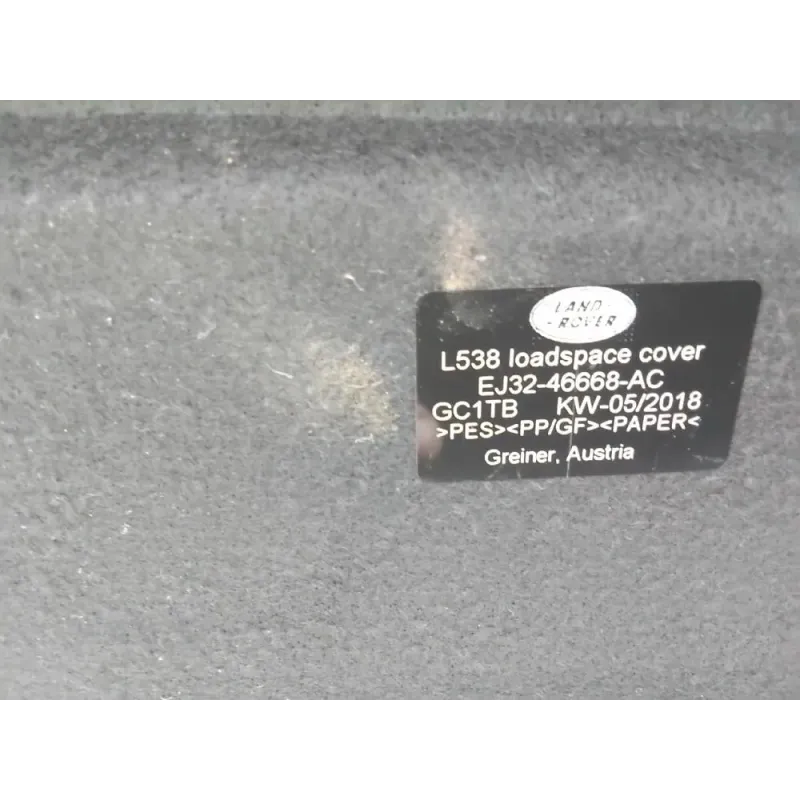 LAND-
-ROVER
L538 loadspace cover
EJ32-46668-AC
GC1TB KW-05/2018
>PES><PP/GF><PAPER<
Greiner, Austria